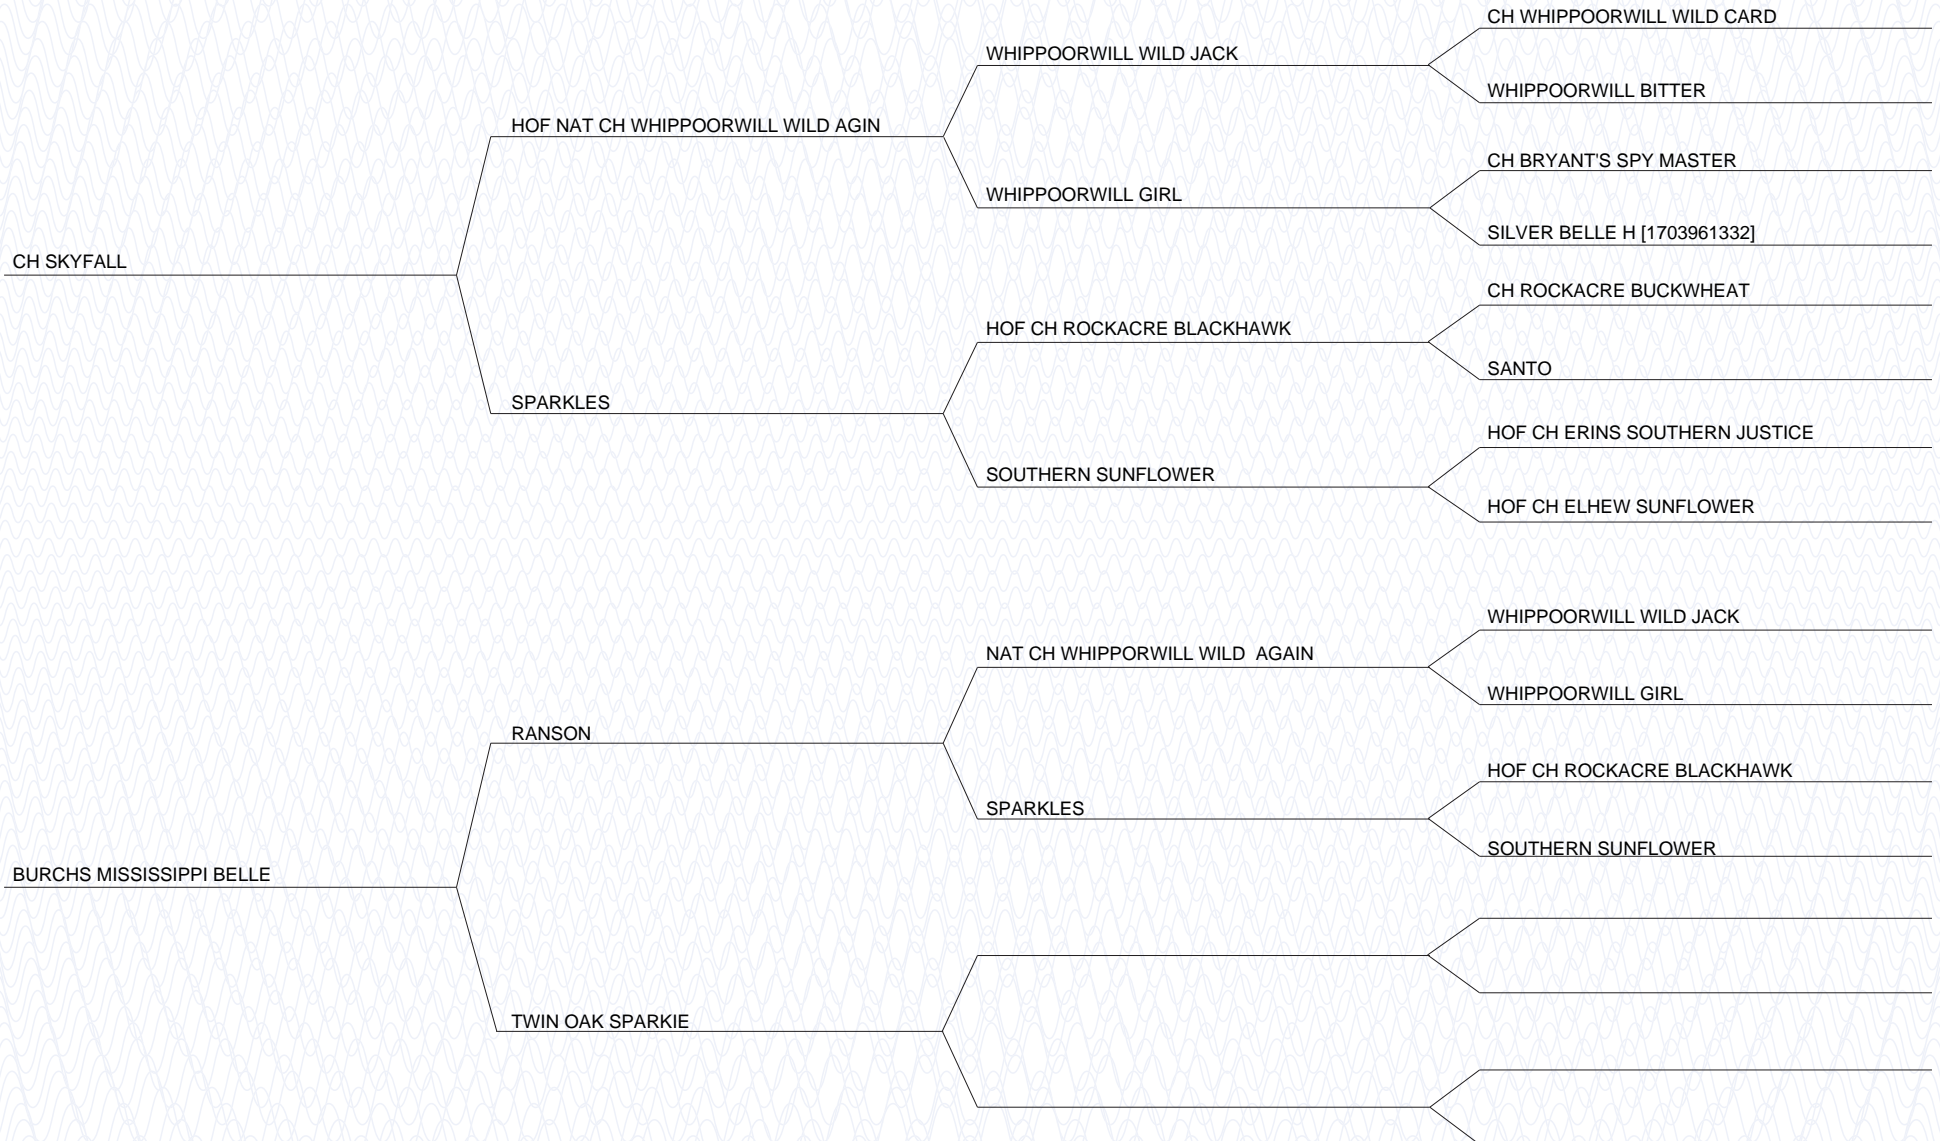 CH WHIPPOORWILL WILD CARD
WHIPPOORWILL WILD JACK
WHIPPOORWILL BITTER
HOF NAT CH WHIPPOORWILL WILD AGIN
CH BRYANT'S SPY MASTER
WHIPPOORWILL GIRL
SILVER BELLE H [1703961332]
CH SKYFALL
CH ROCKACRE BUCKWHEAT
HOF CH ROCKACRE BLACKHAWK
SANTO
SPARKLES
HOF CH ERINS SOUTHERN JUSTICE
SOUTHERN SUNFLOWER
HOF CH ELHEW SUNFLOWER
WHIPPOORWILL WILD JACK
NAT CH WHIPPORWILL WILD  AGAIN
WHIPPOORWILL GIRL
RANSON
HOF CH ROCKACRE BLACKHAWK
SPARKLES
SOUTHERN SUNFLOWER
BURCHS MISSISSIPPI BELLE
TWIN OAK SPARKIE